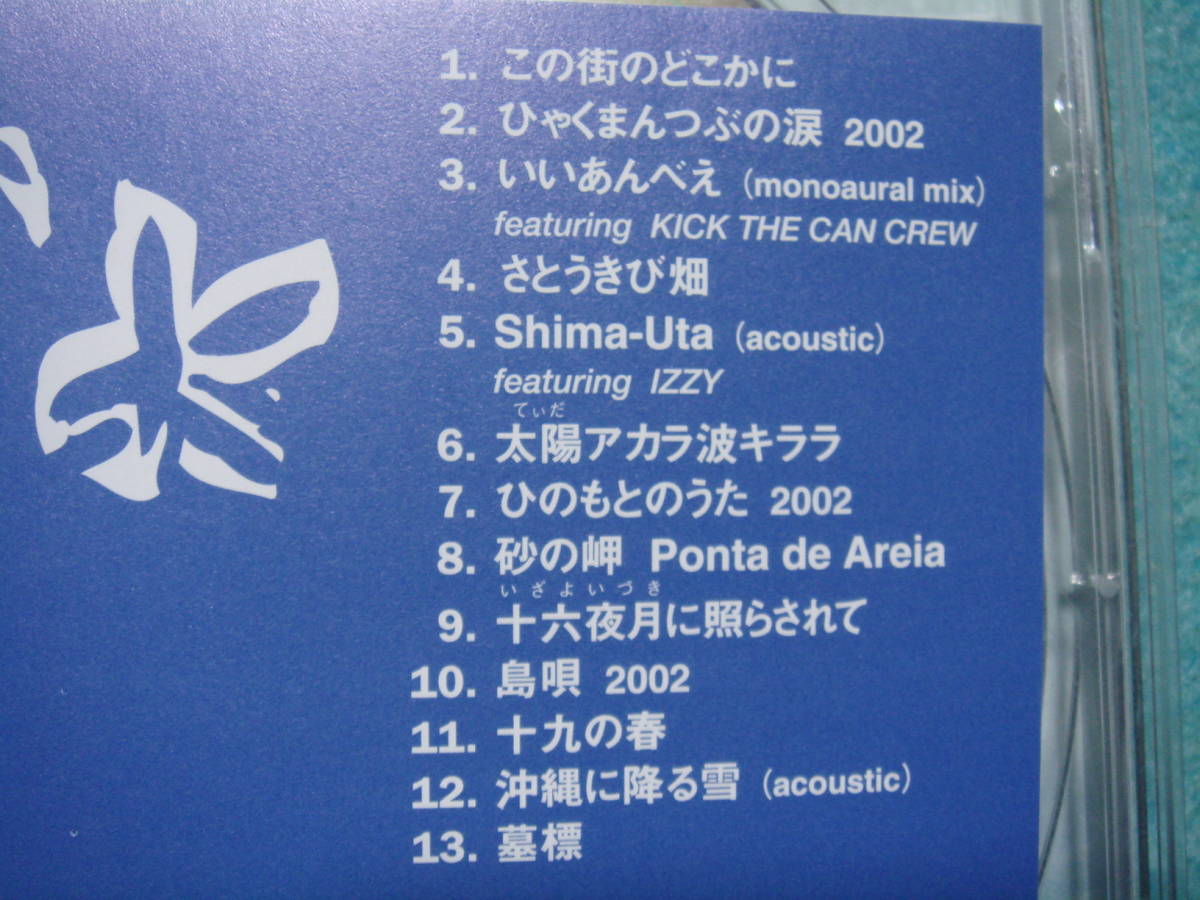 1. この街のどこかに
2. ひゃくまんつぶの涙 2002
3. いいあんべえ (monoaural mix)
featuring KICK THE CAN CREW
4. さとうきび畑
5. Shima-Uta (acoustic)
featuring IZZY
てぃだ
6. 太陽アカラ波キララ
7. ひのもとのうた 2002
8. 砂の岬 Ponta de Areia
いざよいづき
9. 十六夜月に照らされて
10. 島唄 2002
11. 十九の春
12. 沖縄に降る雪 (acoustic)
13. 墓標